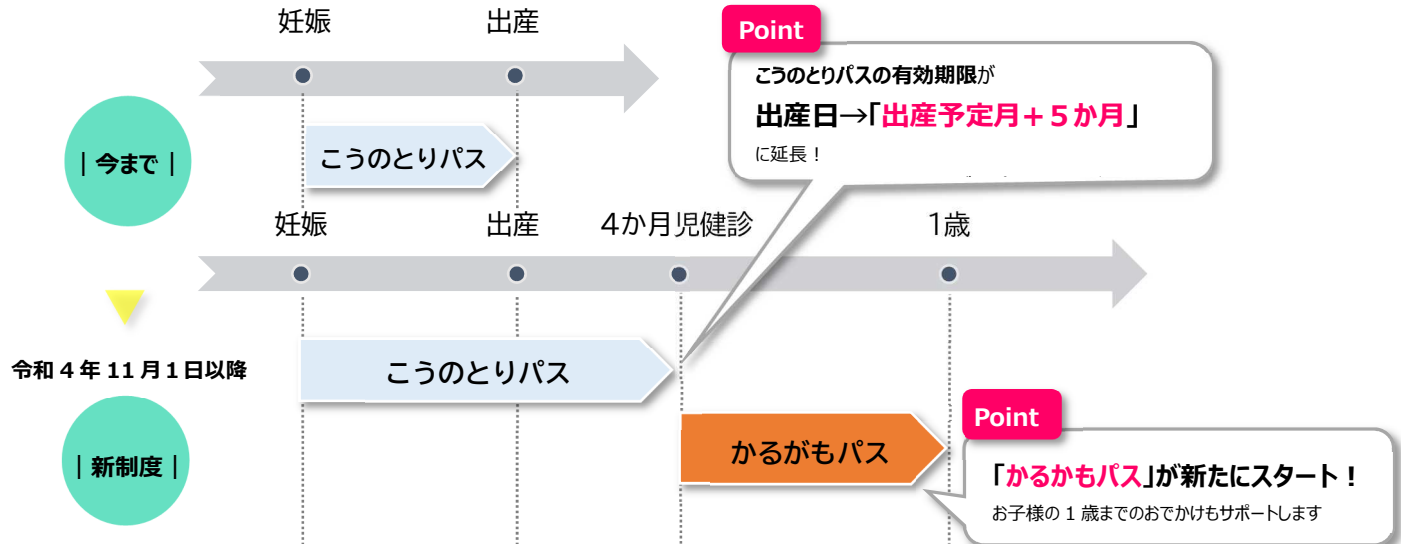 妊娠
出産
Point
こうのとりパスの有効期限が
出産日→「出産予定月+5か月」
に延長!
|今まで|
こうのとりパス
妊娠
出産
4か月児健診
1歳
令和4年11月1日以降
こうのとりパス
|新制度|
かるがもパス
Point
「かるかもパス」が新たにスタート!
お子様の1歳までのおでかけもサポートします